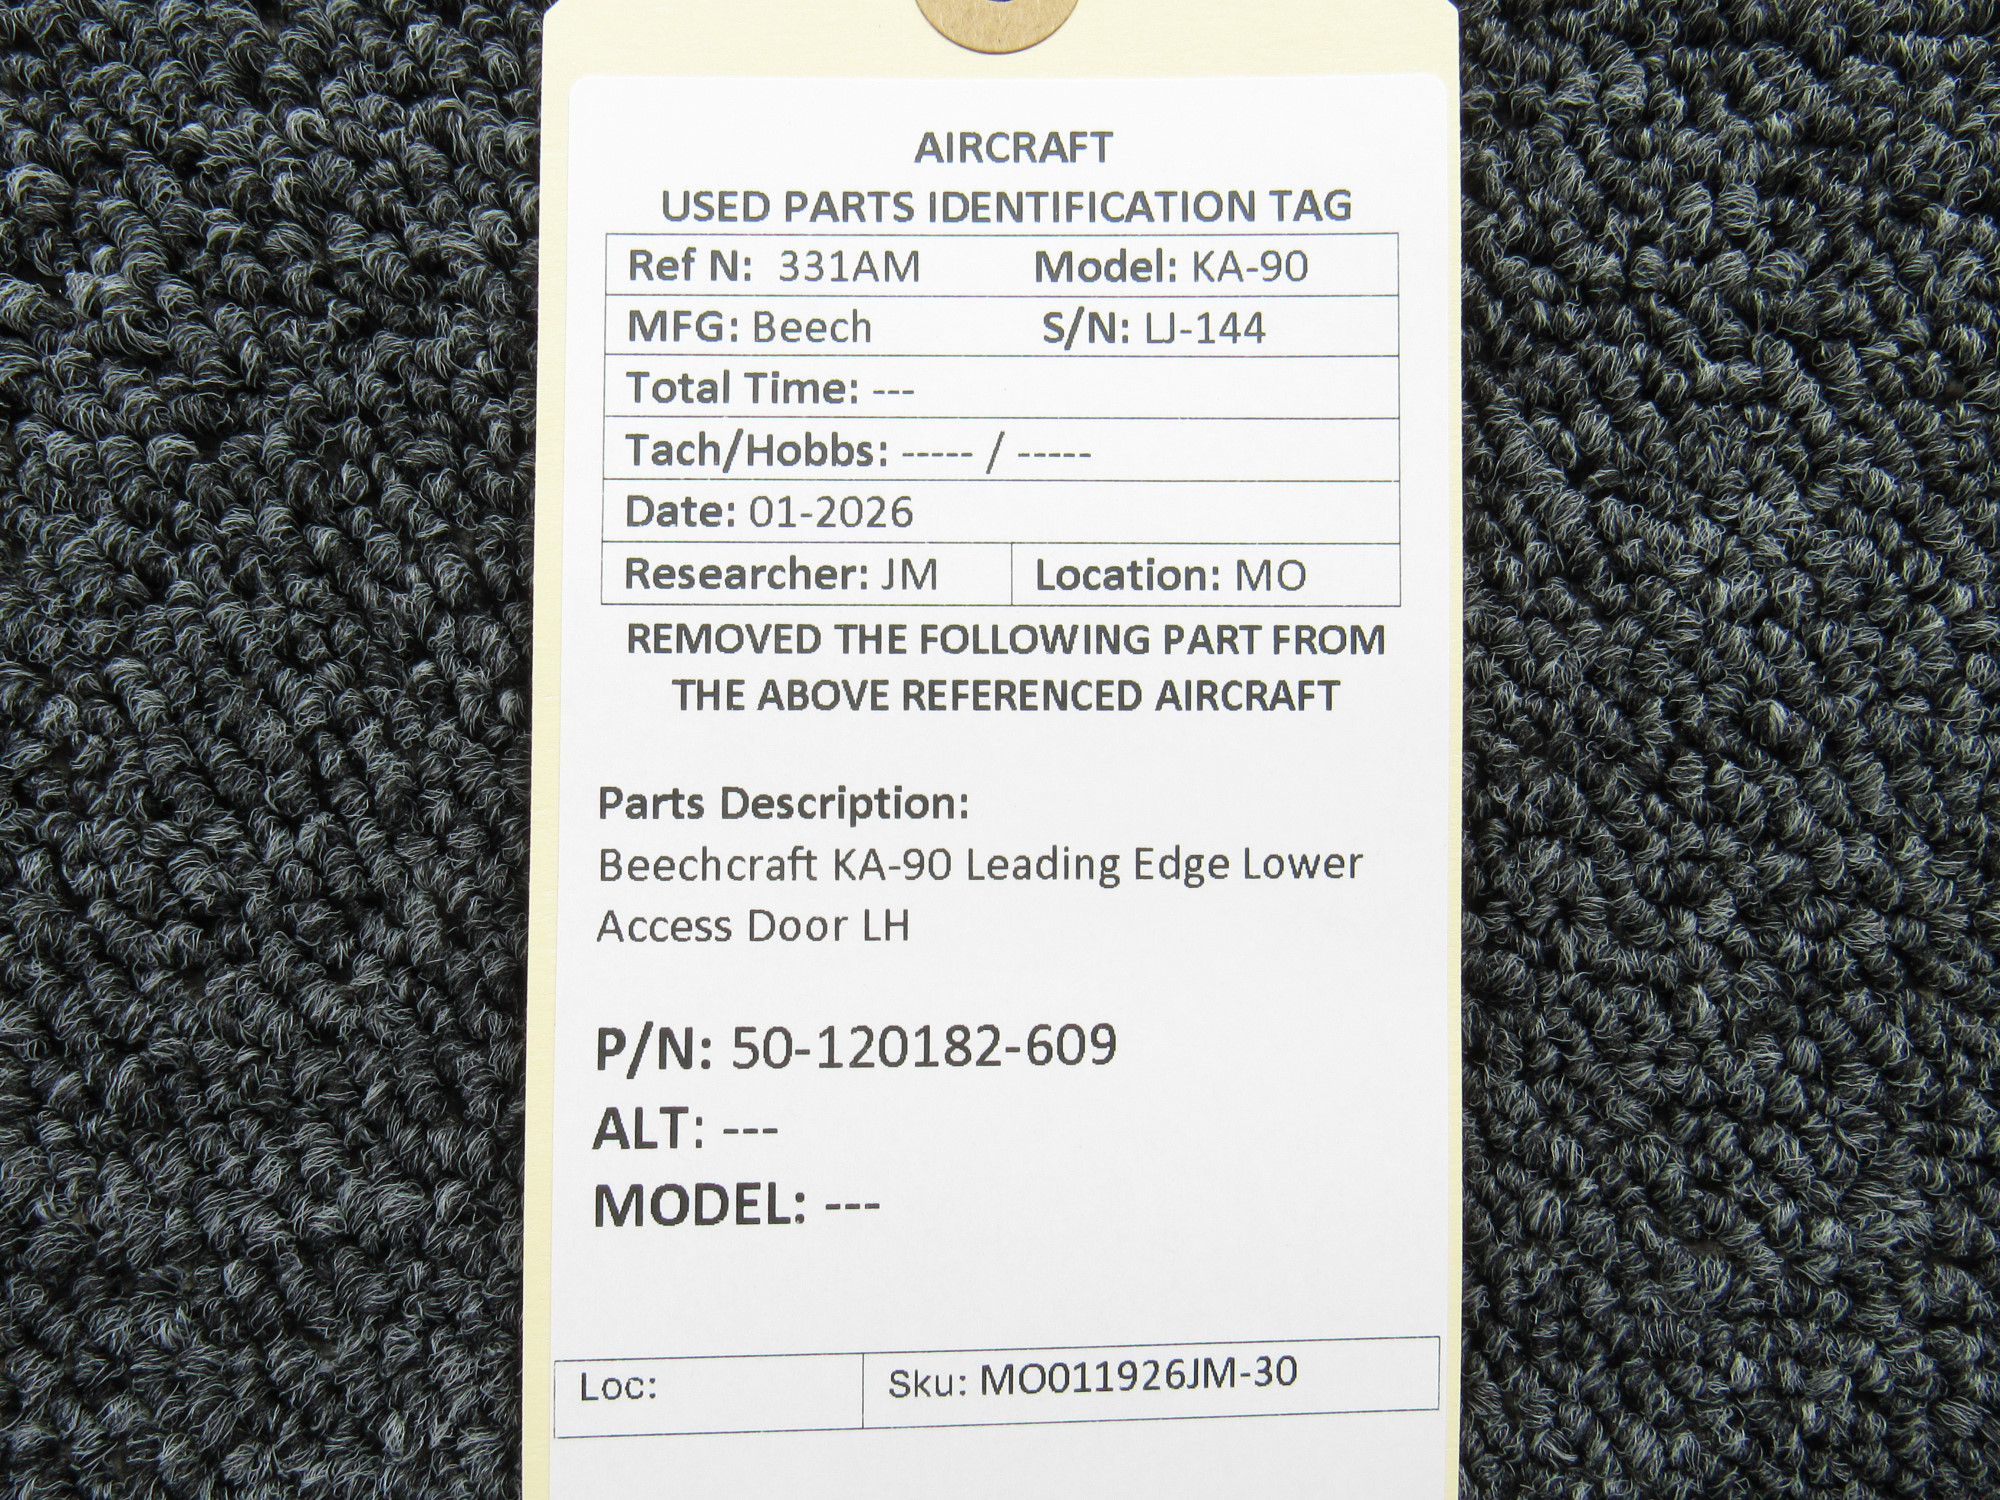 AIRCRAFT
USED PARTS IDENTIFICATION TAG
Ref N: 331AM Model: KA-90
MFG: Beech S/N: LJ-144
Total Time: ---
Tach/Hobbs: ----- / -----
Date: 01-2026
Researcher: JM Location: MO
REMOVED THE FOLLOWING PART FROM
THE ABOVE REFERENCED AIRCRAFT
Parts Description:
Beechcraft KA-90 Leading Edge Lower
Access Door LH
P/N: 50-120182-609
ALT: ---
MODEL: ---
Loc: Sku: MO011926JM-30